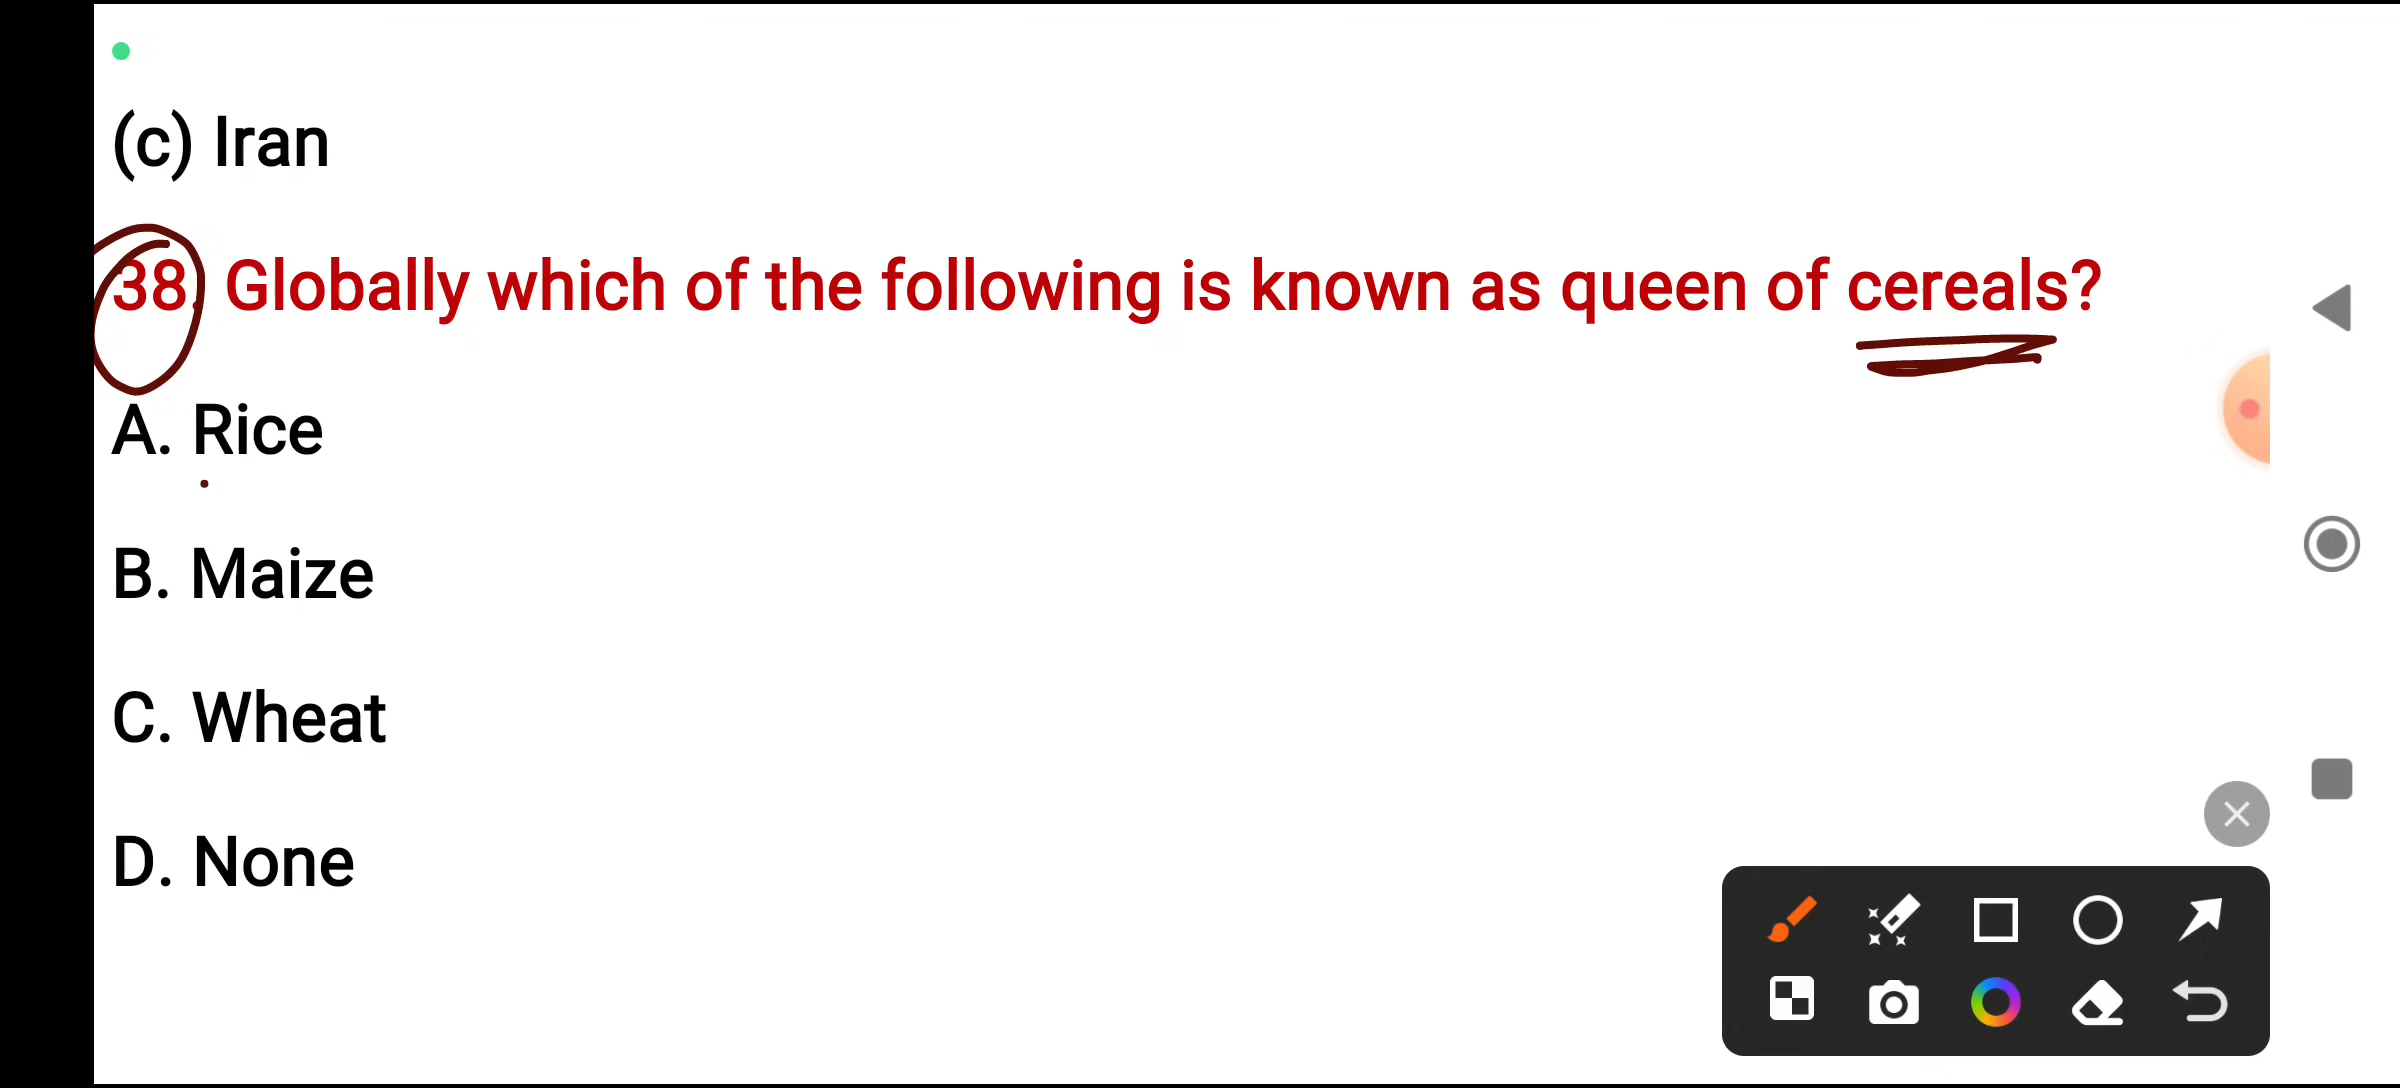 (c) Iran
38. Globally which of the following is known as queen of cereals?
A. Rice
B. Maize
C. Wheat
D. None